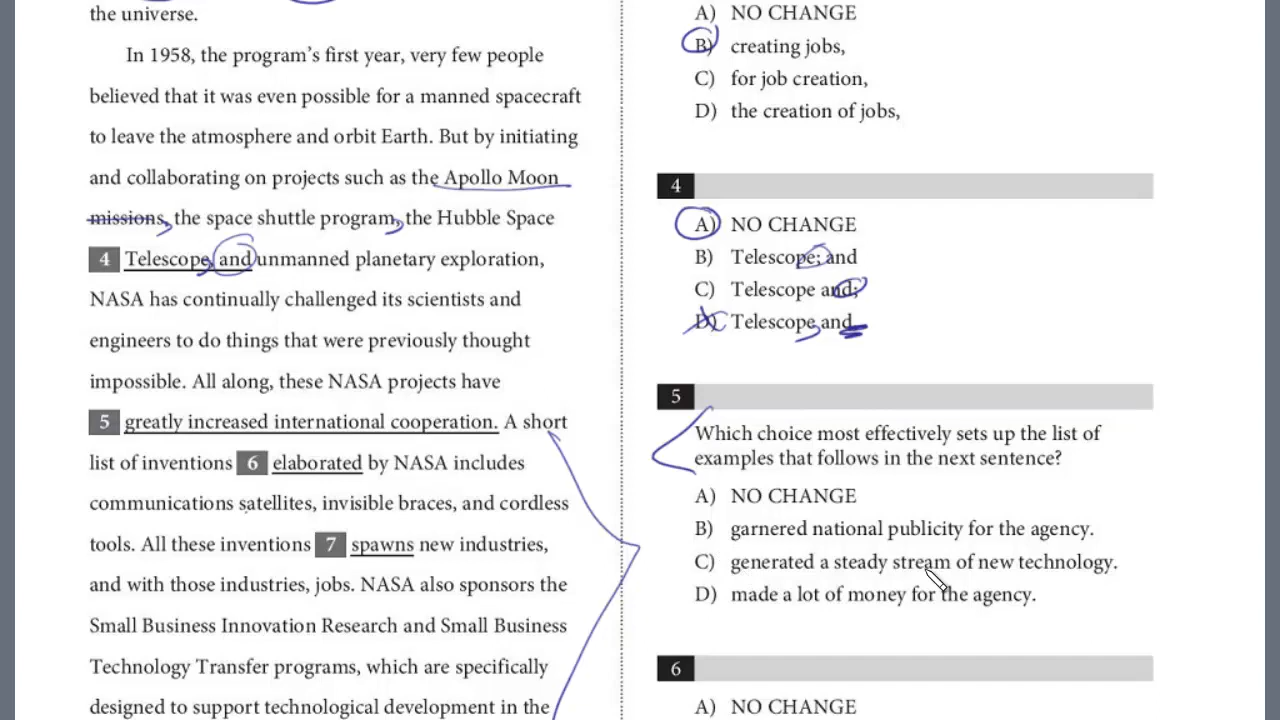 the universe.
In 1958, the program's first year, very few people
believed that it was even possible for a manned spacecraft
to leave the atmosphere and orbit Earth. But by initiating
and collaborating on projects such as the Apollo Moon
missions, the space shuttle program, the Hubble Space
4 Telescope, and unmanned planetary exploration,
NASA has continually challenged its scientists and
engineers to do things that were previously thought
impossible. All along, these NASA projects have
5 greatly increased international cooperation. A short
list of inventions 6 elaborated by NASA includes
communications satellites, invisible braces, and cordless
tools. All these inventions 7 spawns new industries,
and with those industries, jobs. NASA also sponsors the
Small Business Innovation Research and Small Business
Technology Transfer programs, which are specifically
designed to support technological development in the
A) NO CHANGE
B) creating jobs,
C) for job creation,
D) the creation of jobs,
4
A) NO CHANGE
B) Telescope; and
C) Telescope and;
D) Telescope, and
5
Which choice most effectively sets up the list of
examples that follows in the next sentence?
A) NO CHANGE
B) garnered national publicity for the agency.
C) generated a steady stream of new technology.
D) made a lot of money for the agency.
6
A) NO CHANGE